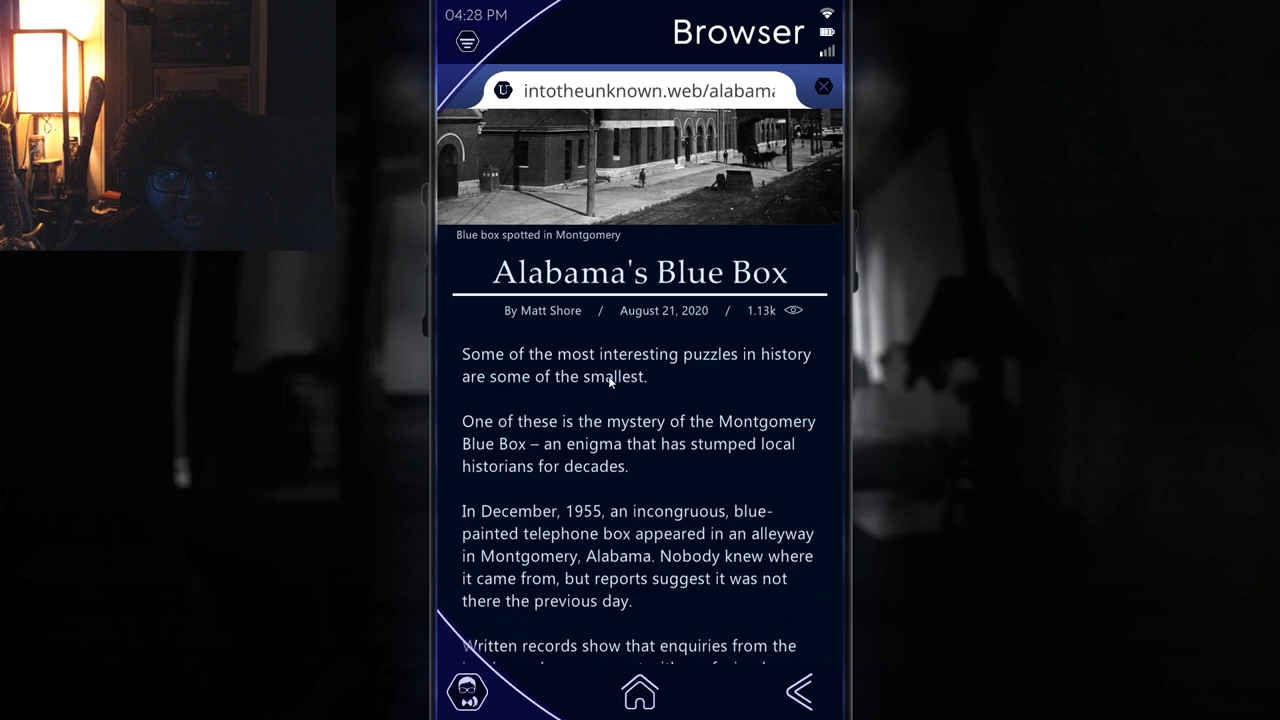 04:28 PM
Browser
U
intotheunknown.web/alabama
Blue box spotted in Montgomery
Alabama's Blue Box
By Matt Shore / August 21, 2020 / 1.13k
Some of the most interesting puzzles in history
are some of the smallest.
One of these is the mystery of the Montgomery
Blue Box – an enigma that has stumped local
historians for decades.
In December, 1955, an incongruous, blue-
painted telephone box appeared in an alleyway
in Montgomery, Alabama. Nobody knew where
it came from, but reports suggest it was not
there the previous day.
Written records show that enquiries from the